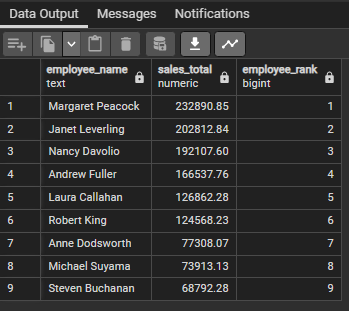 Data Output Messages Notifications
employee_name sales_total employee_rank
text numeric bigint
1 Margaret Peacock 232890.85 1
2 Janet Leverling 202812.84 2
3 Nancy Davolio 192107.60 3
4 Andrew Fuller 166537.76 4
5 Laura Callahan 126862.28 5
6 Robert King 124568.23 6
7 Anne Dodsworth 77308.07 7
8 Michael Suyama 73913.13 8
9 Steven Buchanan 68792.28 9